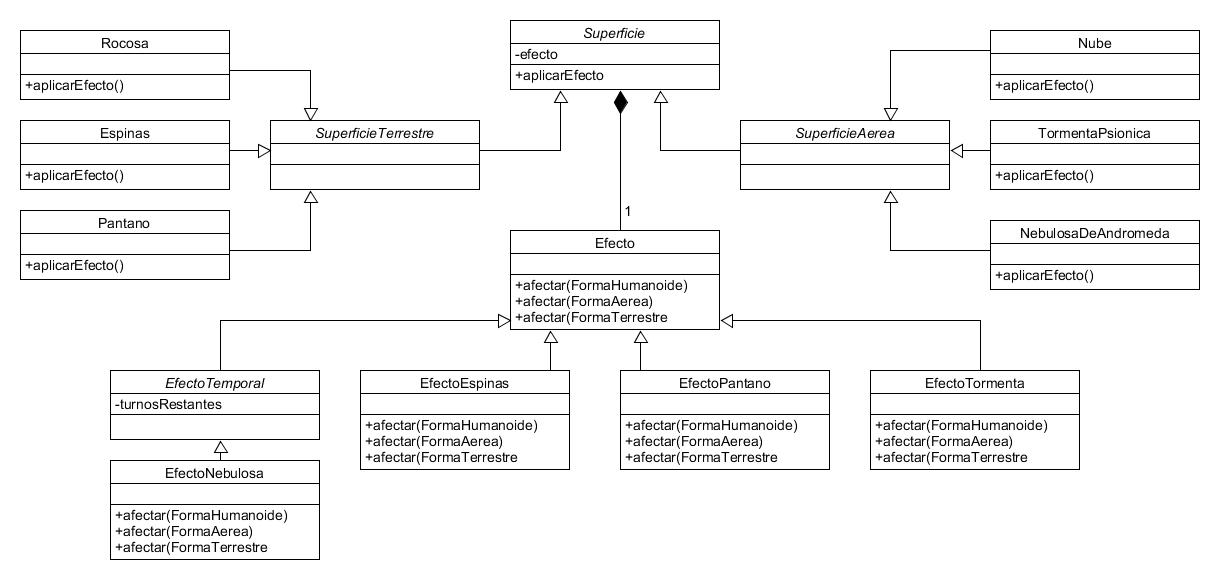 Rocosa
+aplicarEfecto()
Espinas
+aplicarEfecto()
Pantano
+aplicarEfecto()
SuperficieTerrestre
Superficie
-efecto
+aplicarEfecto
SuperficieAerea
Nube
+aplicarEfecto()
TormentaPsionica
+aplicarEfecto()
NebulosaDeAndromeda
+aplicarEfecto()
1
Efecto
+afectar(FormaHumanoide)
+afectar(FormaAerea)
+afectar(FormaTerrestre
EfectoTemporal
-turnosRestantes
EfectoNebulosa
+afectar(FormaHumanoide)
+afectar(FormaAerea)
+afectar(FormaTerrestre
EfectoEspinas
+afectar(FormaHumanoide)
+afectar(FormaAerea)
+afectar(FormaTerrestre
EfectoPantano
+afectar(FormaHumanoide)
+afectar(FormaAerea)
+afectar(FormaTerrestre
EfectoTormenta
+afectar(FormaHumanoide)
+afectar(FormaAerea)
+afectar(FormaTerrestre